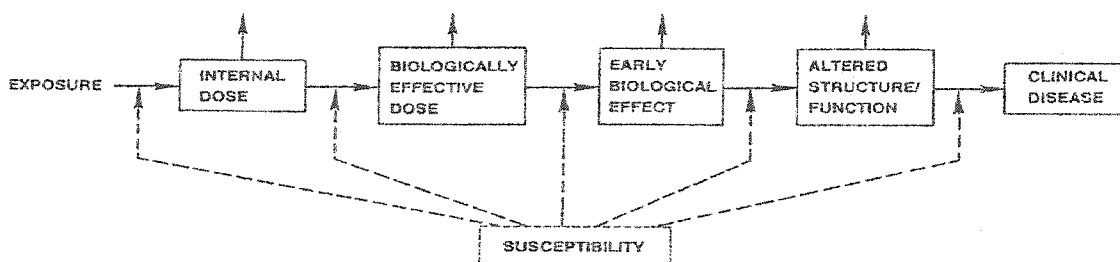 EXPOSURE
INTERNAL
DOSE
BIOLOGICALLY
EFFECTIVE
DOSE
EARLY
BIOLOGICAL
EFFECT
ALTERED
STRUCTURE/
FUNCTION
CLINICAL
DISEASE
SUSCEPTIBILITY